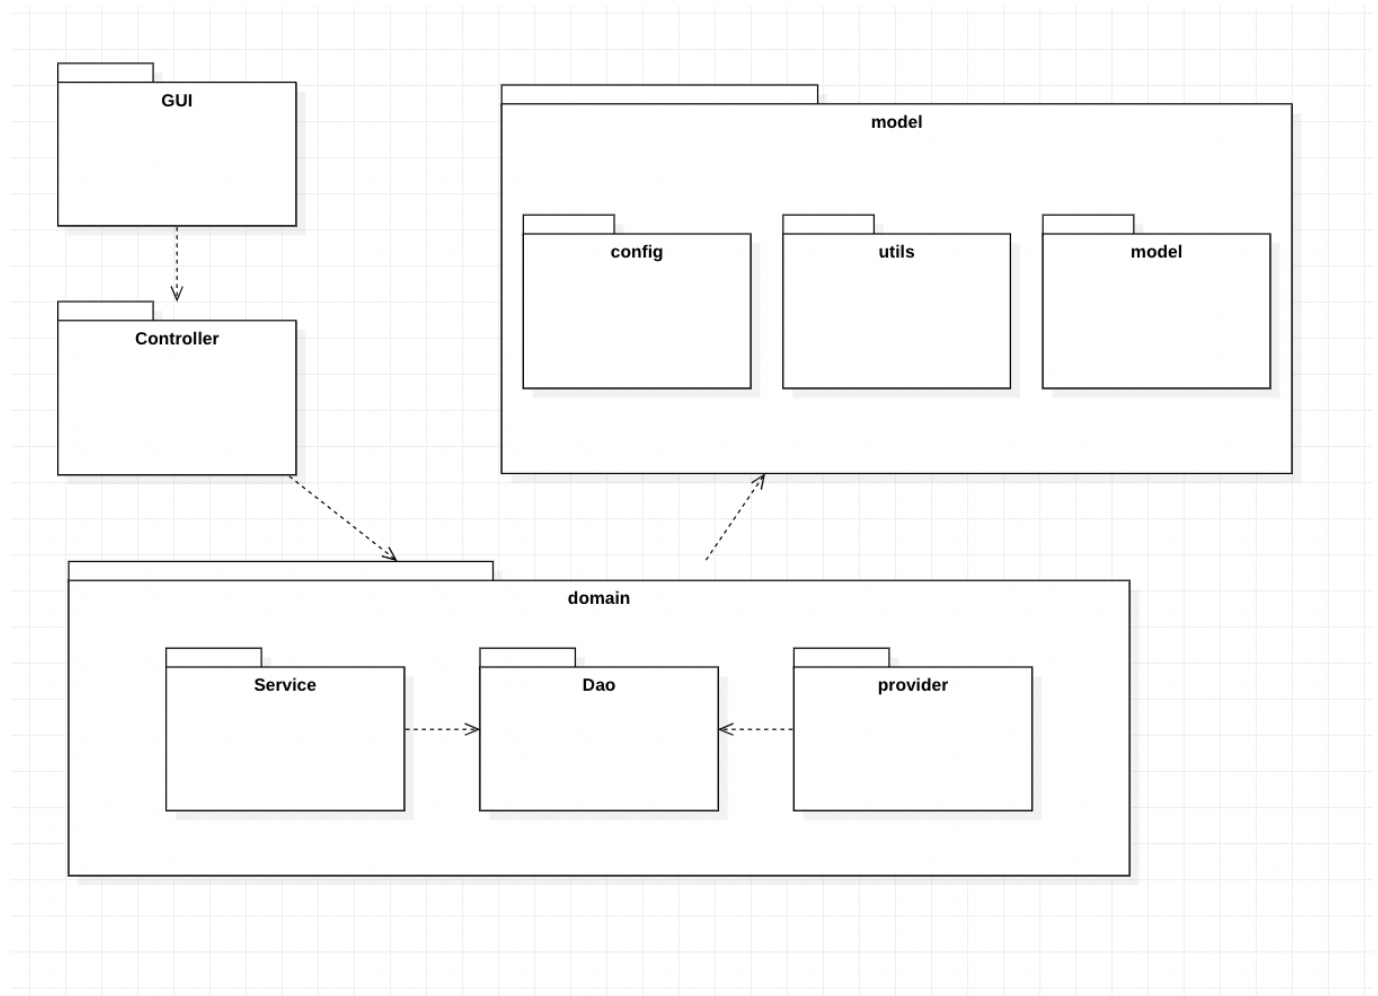 GUI
model
config
utils
model
Controller
domain
Service
Dao
provider